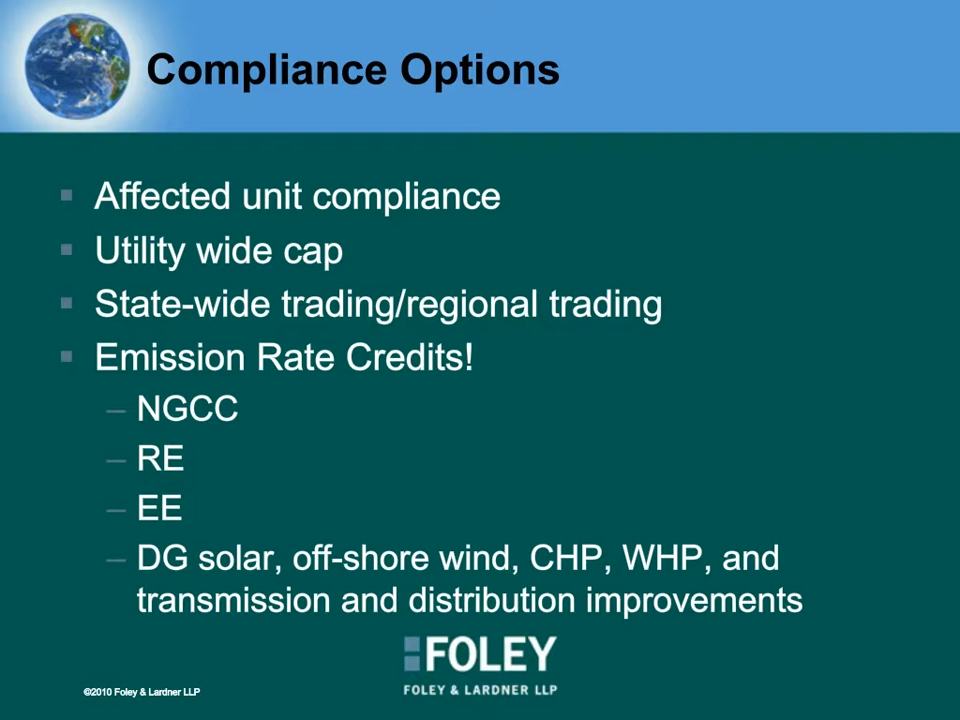 Compliance Options
Affected unit compliance
Utility wide cap
State-wide trading/regional trading
Emission Rate Credits!
– NGCC
– RE
– EE
– DG solar, off-shore wind, CHP, WHP, and
transmission and distribution improvements
FOLEY
FOLEY & LARDNER LLP
©2010 Foley & Lardner LLP